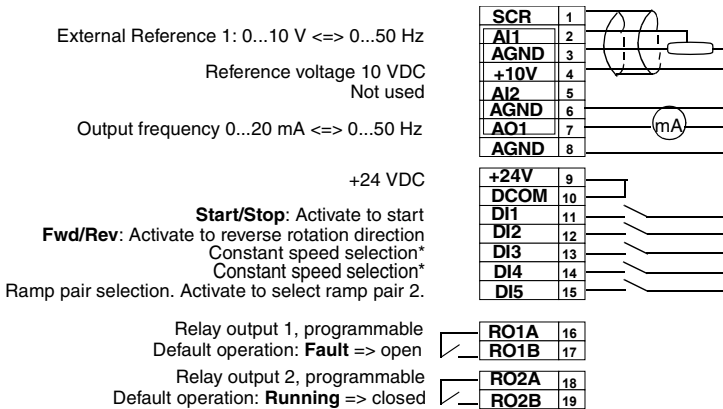 SCR 1
External Reference 1: 0...10 V <=> 0...50 Hz AI1 2
AGND 3
Reference voltage 10 VDC +10V 4
Not used AI2 5
AGND 6
Output frequency 0...20 mA <=> 0...50 Hz AO1 7
mA
AGND 8
+24 VDC +24V 9
DCOM 10
Start/Stop: Activate to start DI1 11
Fwd/Rev: Activate to reverse rotation direction DI2 12
Constant speed selection* DI3 13
Constant speed selection* DI4 14
Ramp pair selection. Activate to select ramp pair 2. DI5 15
Relay output 1, programmable RO1A 16
Default operation: Fault => open RO1B 17
Relay output 2, programmable RO2A 18
Default operation: Running => closed RO2B 19